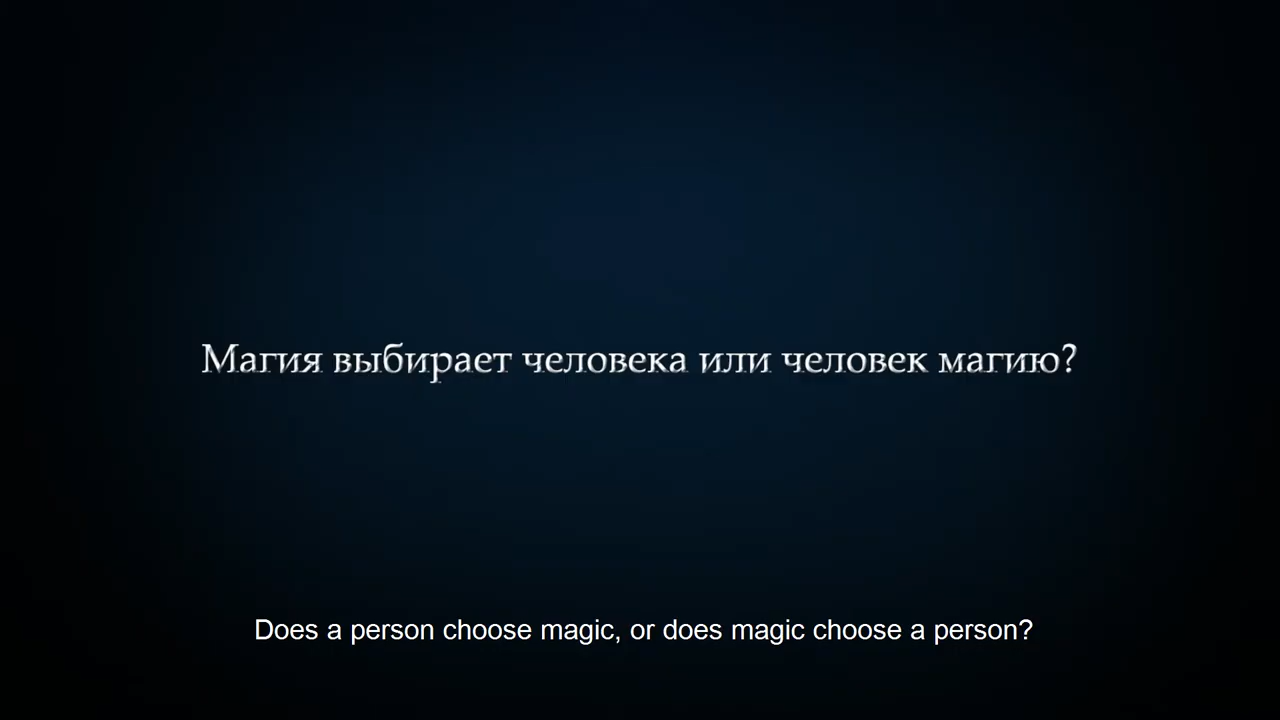 Магия выбирает человека или человек магию?
Does a person choose magic, or does magic choose a person?